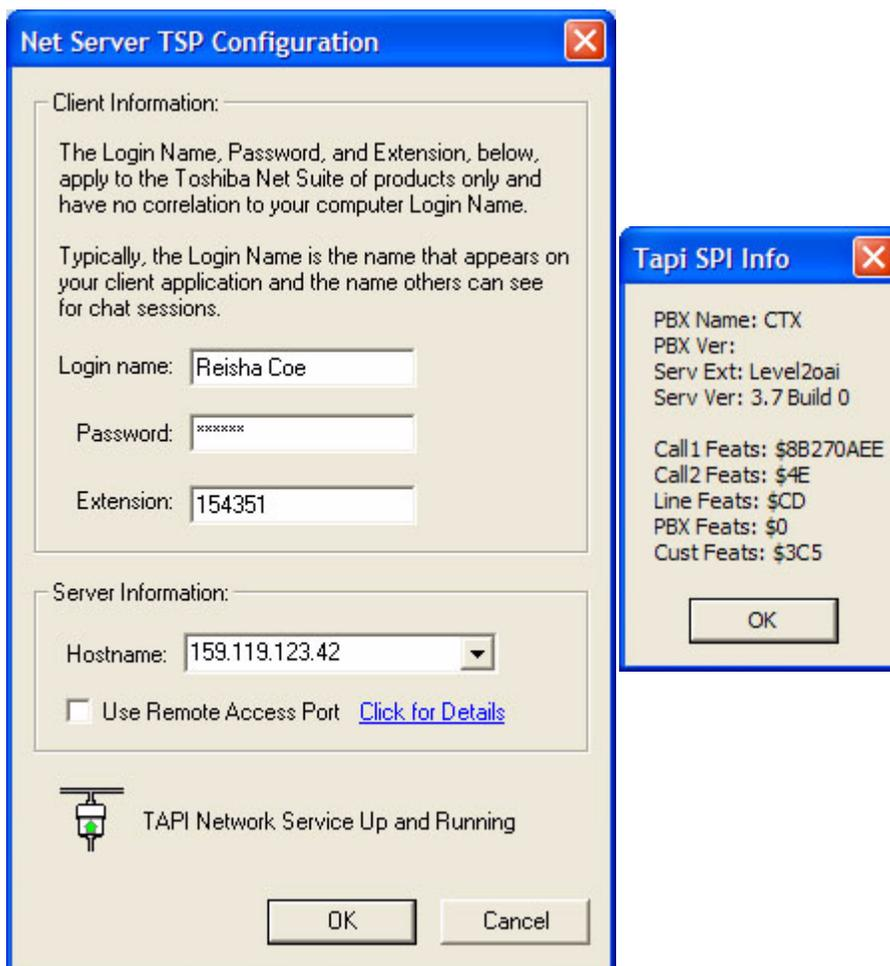 Net Server TSP Configuration
Client Information:
The Login Name, Password, and Extension, below,
apply to the Toshiba Net Suite of products only and
have no correlation to your computer Login Name.
Typically, the Login Name is the name that appears on
your client application and the name others can see
for chat sessions.
Login name: Reisha Coe
Password: ******
Extension: 154351
Server Information:
Hostname: 159.119.123.42
Use Remote Access Port Click for Details
TAPI Network Service Up and Running
OK Cancel
Tapi SPI Info
PBX Name: CTX
PBX Ver:
Serv Ext: Level2oai
Serv Ver: 3.7 Build 0
Call1 Feats: $8B270AEE
Call2 Feats: $4E
Line Feats: $CD
PBX Feats: $0
Cust Feats: $3C5
OK